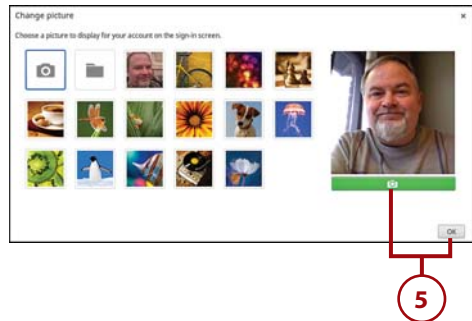 Change picture
×
Choose a picture to display for your account on the sign-in screen.
OK
5